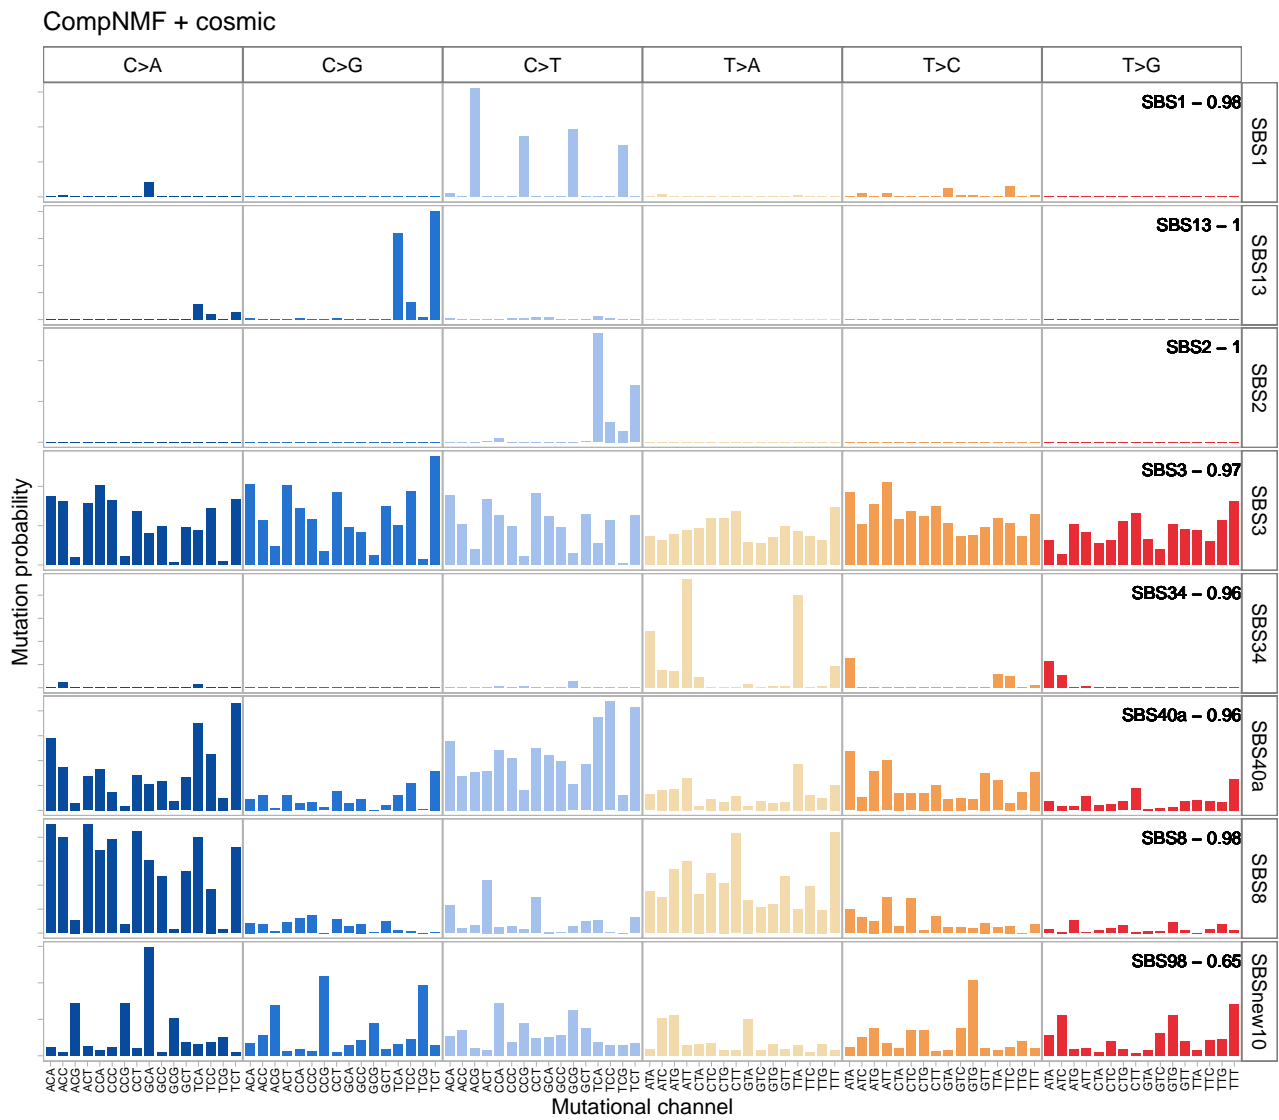 CompNMF + cosmic
C>A C>G C>T T>A T>C T>G
SBS1 – 0.98
SBS1
SBS13 – 1
SBS13
SBS2 – 1
SBS2
SBS3 – 0.97
SBS3
SBS34 – 0.96
SBS34
SBS40a – 0.96
SBS40a
SBS8 – 0.98
SBS8
SBS98 – 0.65
SBSnew10
Mutation probability
ACA ACC ACG ACT CCA CCC CCG CCT GCA GCC GCG GCT TCA TCC TCG TCT ACA ACC ACG ACT CCA CCC CCG CCT GCA GCC GCG GCT TCA TCC TCG TCT ACA ACC ACG ACT CCA CCC CCG CCT GCA GCC GCG GCT TCA TCC TCG TCT ATA ATC ATG ATT CTA CTC CTG CTT GTA GTC GTG GTT TTA TTC TTG TTT ATA ATC ATG ATT CTA CTC CTG CTT GTA GTC GTG GTT TTA TTC TTG TTT ATA ATC ATG ATT CTA CTC CTG CTT GTA GTC GTG GTT TTA TTC TTG TTT
Mutational channel